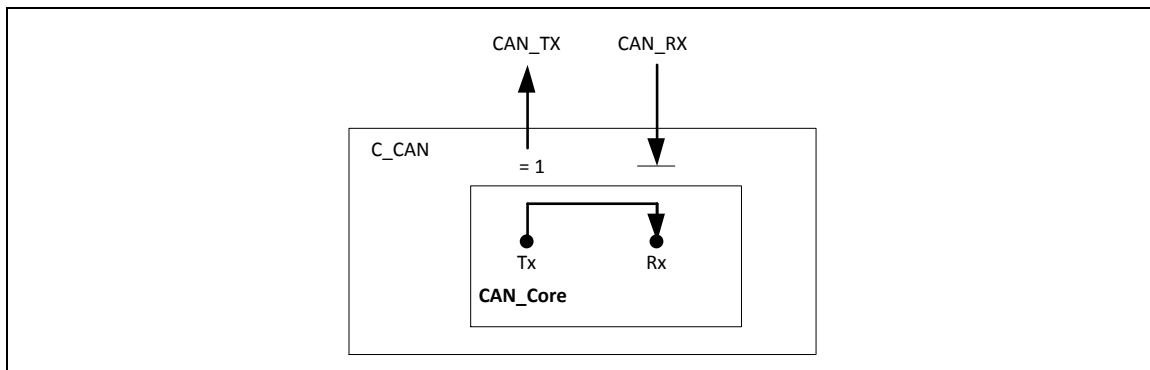 CAN_TX CAN_RX
C_CAN
= 1
Tx Rx
CAN_Core